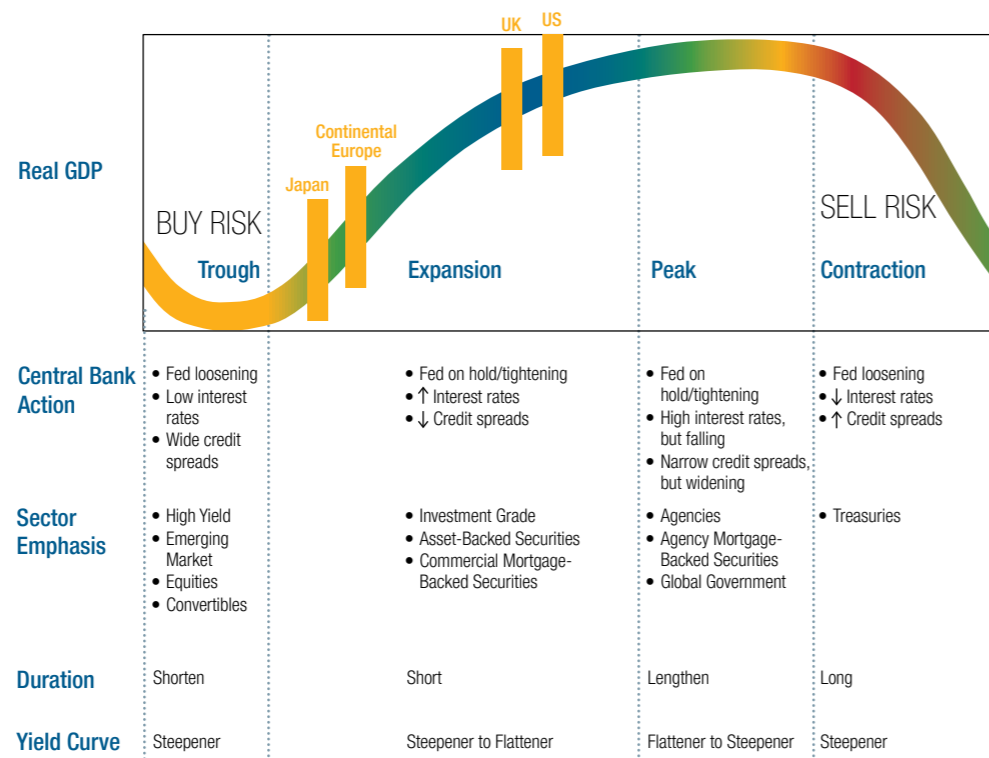 UK
US
Continental
Europe
Japan
Real GDP
BUY RISK
SELL RISK
Trough
Expansion
Peak
Contraction
Central Bank
Action
• Fed loosening
• Low interest
rates
• Wide credit
spreads
• Fed on hold/tightening
• ↑ Interest rates
• ↓ Credit spreads
• Fed on
hold/tightening
• High interest rates,
but falling
• Narrow credit spreads,
but widening
• Fed loosening
• ↓ Interest rates
• ↑ Credit spreads
Sector
Emphasis
• High Yield
• Emerging
Market
• Equities
• Convertibles
• Investment Grade
• Asset-Backed Securities
• Commercial Mortgage-
Backed Securities
• Agencies
• Agency Mortgage-
Backed Securities
• Global Government
• Treasuries
Duration
Shorten
Short
Lengthen
Long
Yield Curve
Steepener
Steepener to Flattener
Flattener to Steepener
Steepener